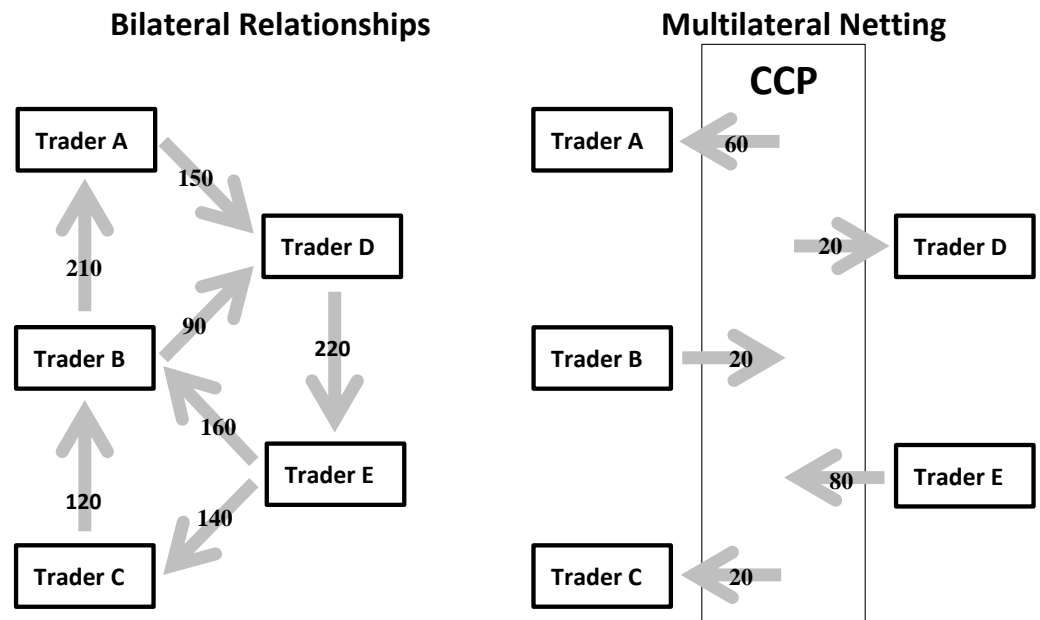 Bilateral Relationships
Multilateral Netting
CCP
Trader A
150
Trader D
210
90
Trader B
220
160
Trader E
120
140
Trader C
Trader A
60
20
Trader D
Trader B
20
80
Trader E
Trader C
20